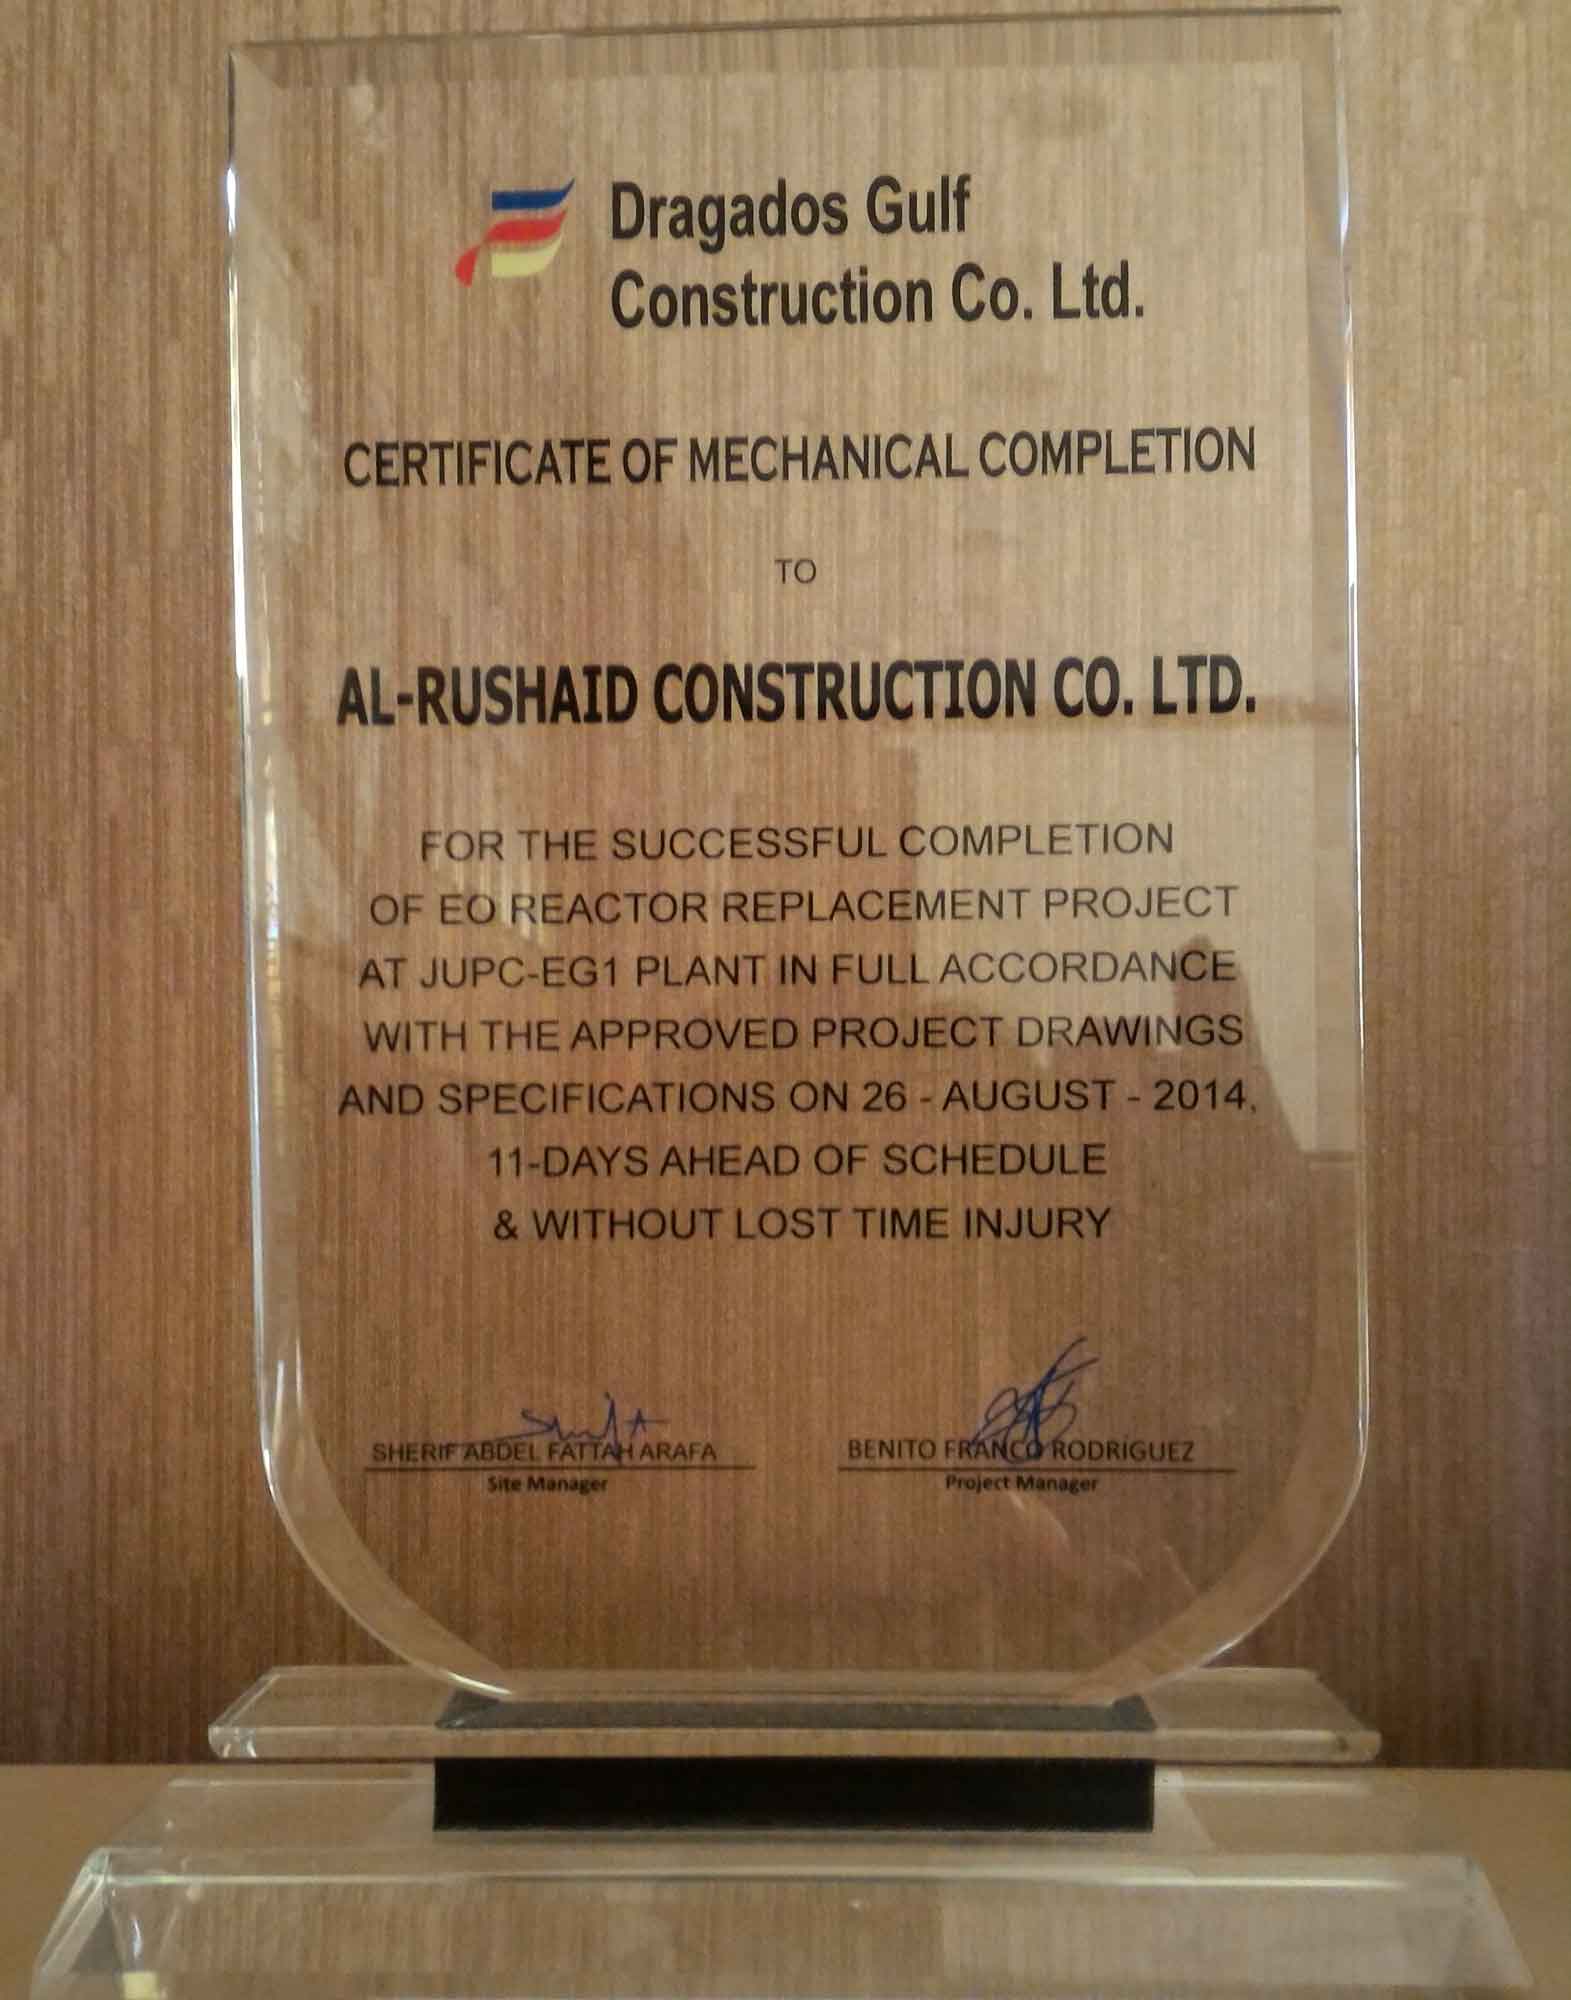 Dragados Gulf
Construction Co. Ltd.
CERTIFICATE OF MECHANICAL COMPLETION
TO
AL-RUSHAID CONSTRUCTION CO. LTD.
FOR THE SUCCESSFUL COMPLETION
OF EO REACTOR REPLACEMENT PROJECT
AT JUPC-EG1 PLANT IN FULL ACCORDANCE
WITH THE APPROVED PROJECT DRAWINGS
AND SPECIFICATIONS ON 26 - AUGUST - 2014,
11-DAYS AHEAD OF SCHEDULE
& WITHOUT LOST TIME INJURY
SHERIF ABDEL FATTAH ARAFA
Site Manager
BENITO FRANCO RODRÍGUEZ
Project Manager